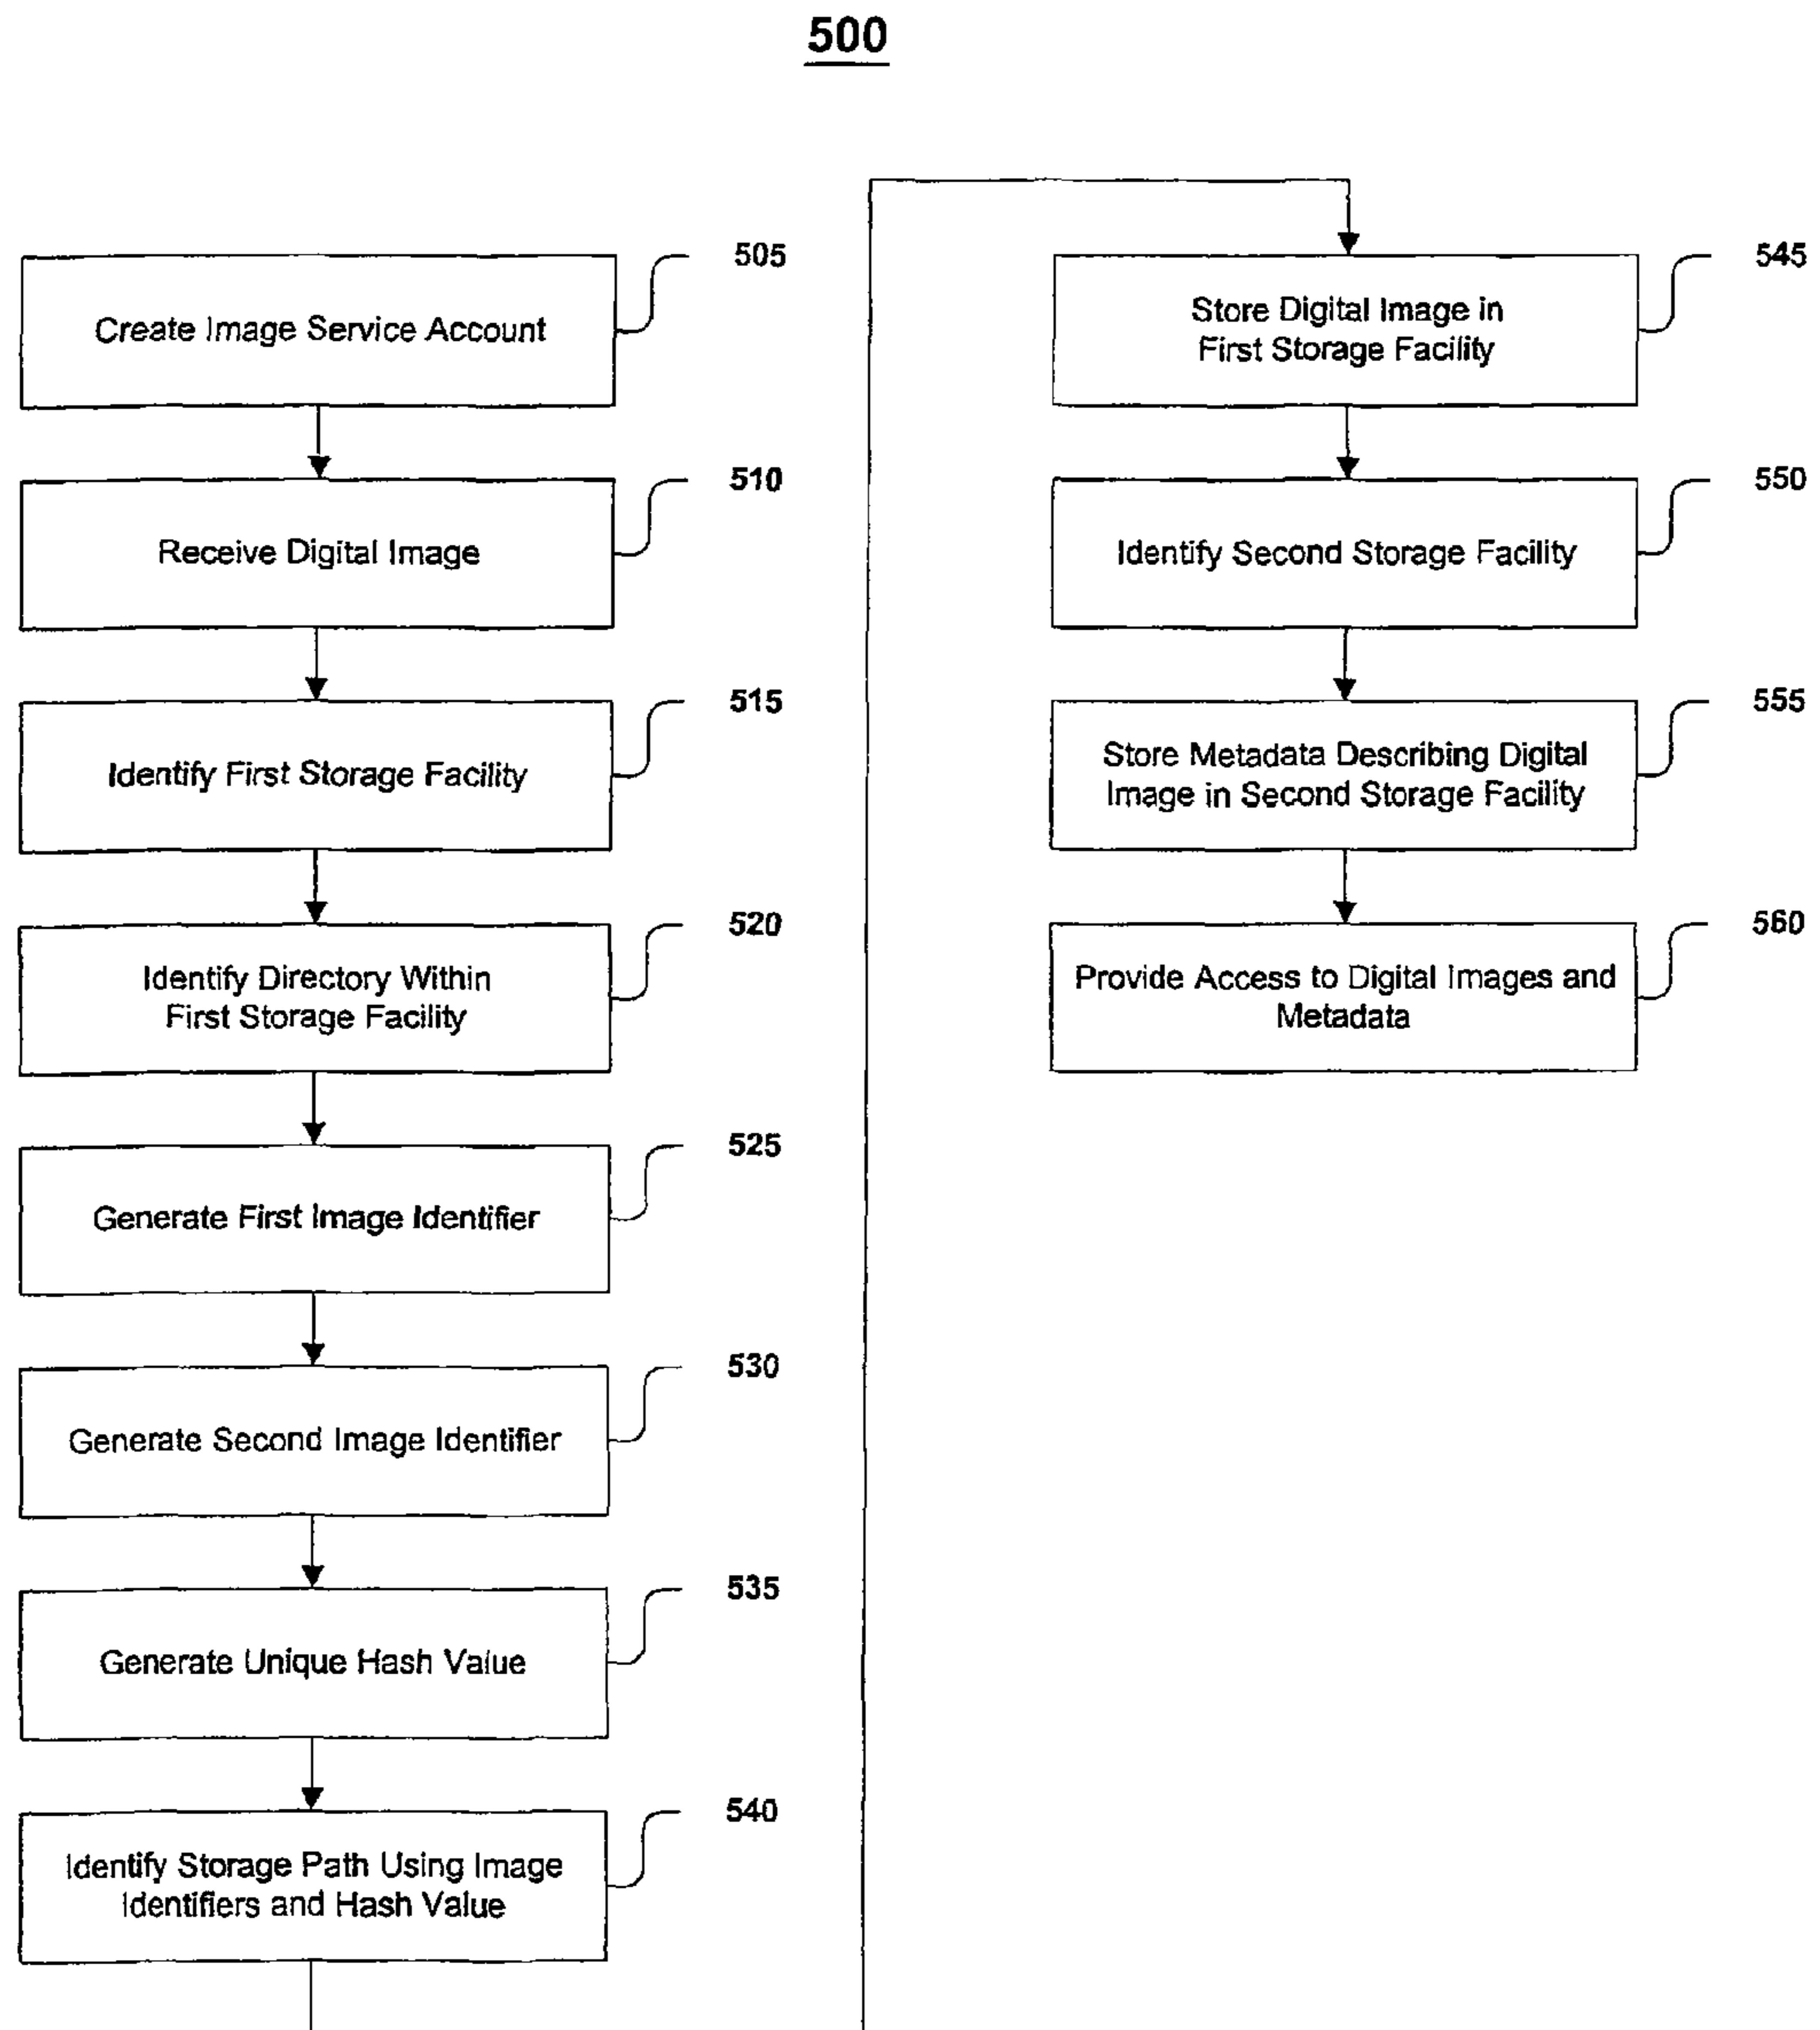 500
505
Create Image Service Account
510
Receive Digital Image
515
Identify First Storage Facility
520
Identify Directory Within
First Storage Facility
525
Generate First Image Identifier
530
Generate Second Image Identifier
535
Generate Unique Hash Value
540
Identify Storage Path Using Image
Identifiers and Hash Value
545
Store Digital Image in
First Storage Facility
550
Identify Second Storage Facility
555
Store Metadata Describing Digital
Image in Second Storage Facility
560
Provide Access to Digital Images and
Metadata